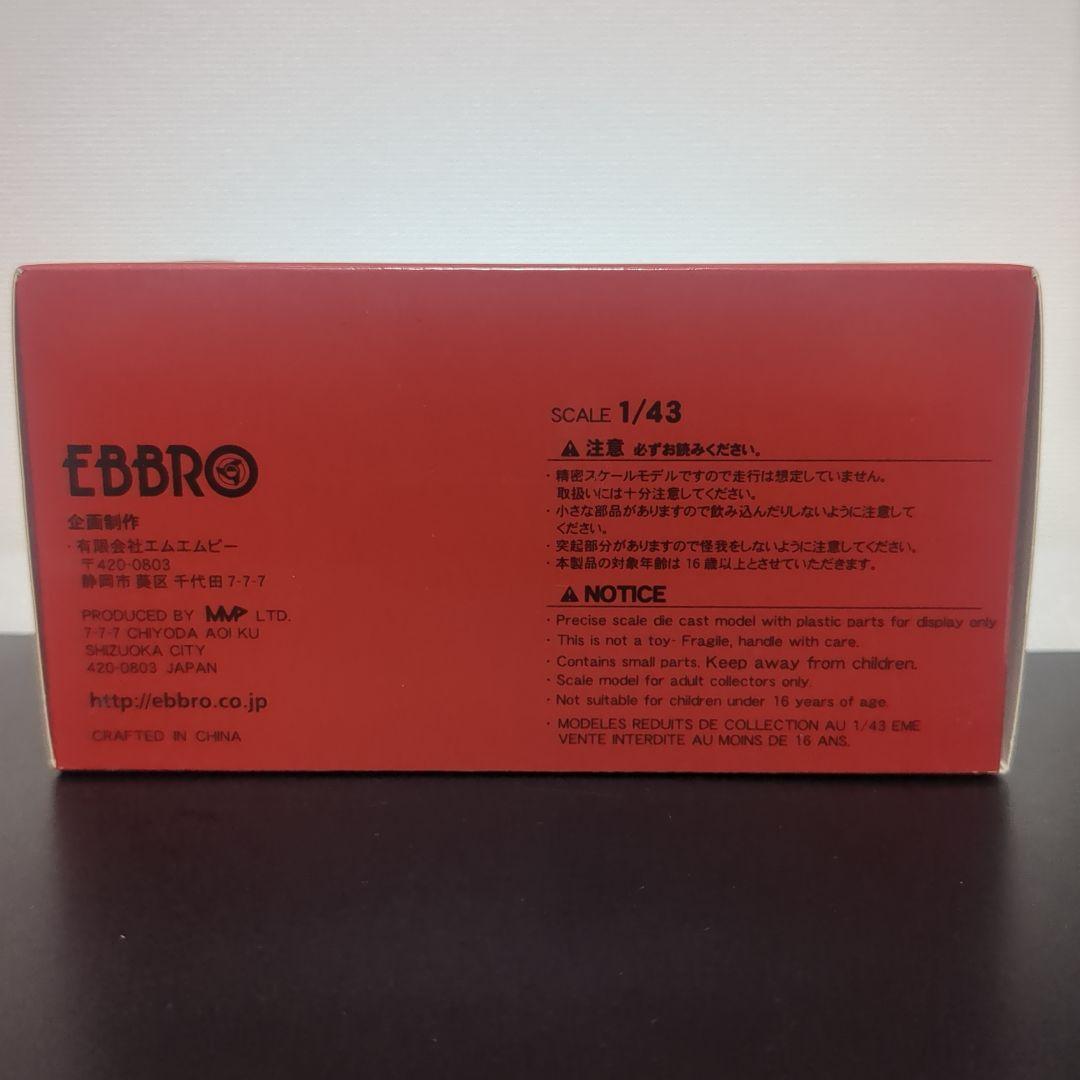 EBBRO
企画制作
・有限会社エムエムピー
〒420-0803
静岡市 葵区 千代田 7-7-7
PRODUCED BY MMP LTD.
7-7-7 CHIYODA AOI KU
SHIZUOKA CITY
420-0803 JAPAN
http://ebbro.co.jp
CRAFTED IN CHINA
SCALE 1/43
⚠ 注意 必ずお読みください。
・精密スケールモデルですので走行は想定していません。
取扱いには十分注意してください。
・小さな部品がありますので飲み込んだりしないように注意して
ください。
・突起部分がありますので怪我をしないように注意してください。
・本製品の対象年齢は 16 歳以上とさせていただきます。
⚠ NOTICE
・Precise scale die cast model with plastic parts for display only
・This is not a toy- Fragile, handle with care.
・Contains small parts. Keep away from children.
・Scale model for adult collectors only.
・Not suitable for children under 16 years of age.
・MODELES REDUITS DE COLLECTION AU 1/43 EME
VENTE INTERDITE AU MOINS DE 16 ANS.